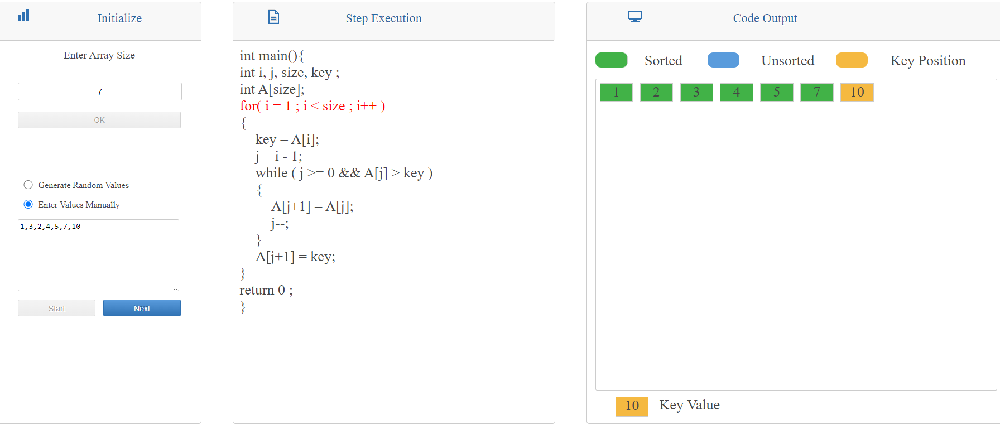 Initialize
Enter Array Size
7
OK
Generate Random Values
Enter Values Manually
1,3,2,4,5,7,10
Start Next
Step Execution
int main(){
int i, j, size, key ;
int A[size];
for( i = 1 ; i < size ; i++ )
{
key = A[i];
j = i - 1;
while ( j >= 0 && A[j] > key )
{
A[j+1] = A[j];
j--;
}
A[j+1] = key;
}
return 0 ;
}
Code Output
Sorted Unsorted Key Position
1 2 3 4 5 7 10
10 Key Value